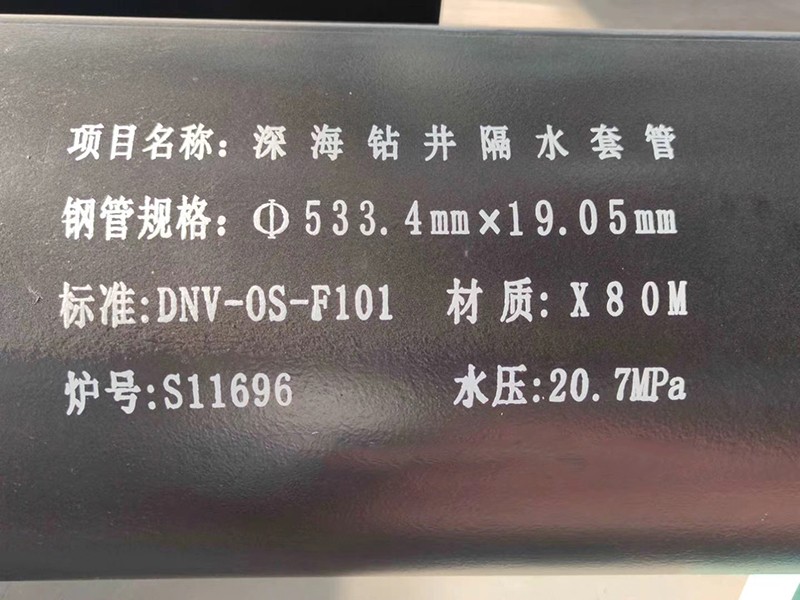 项目名称：深海钻井隔水套管
钢管规格：Φ533.4mm×19.05mm
标准:DNV-OS-F101 材质：X80M
炉号:S11696 水压:20.7MPa